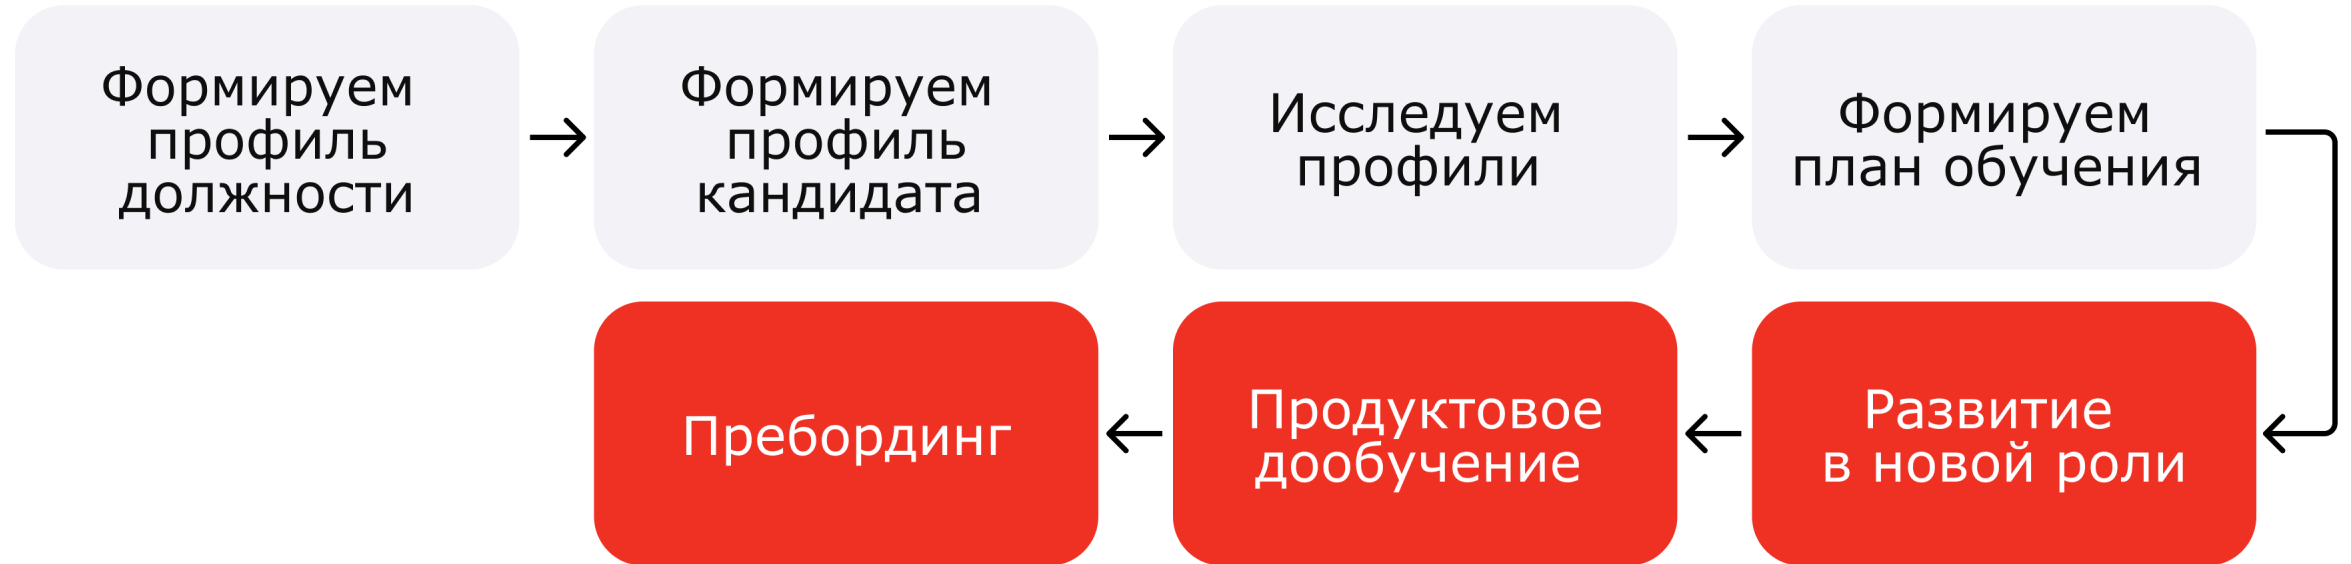 Формируем
профиль
должности
Формируем
профиль
кандидата
Исследуем
профили
Формируем
план обучения
Развитие
в новой роли
Продуктовое
дообучение
Пребординг